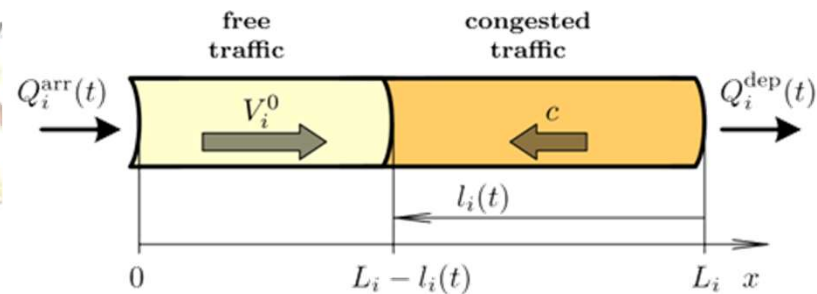 free
traffic
congested
traffic
Q_i^arr(t)
V_i^0
c
Q_i^dep(t)
l_i(t)
0
L_i − l_i(t)
L_i x